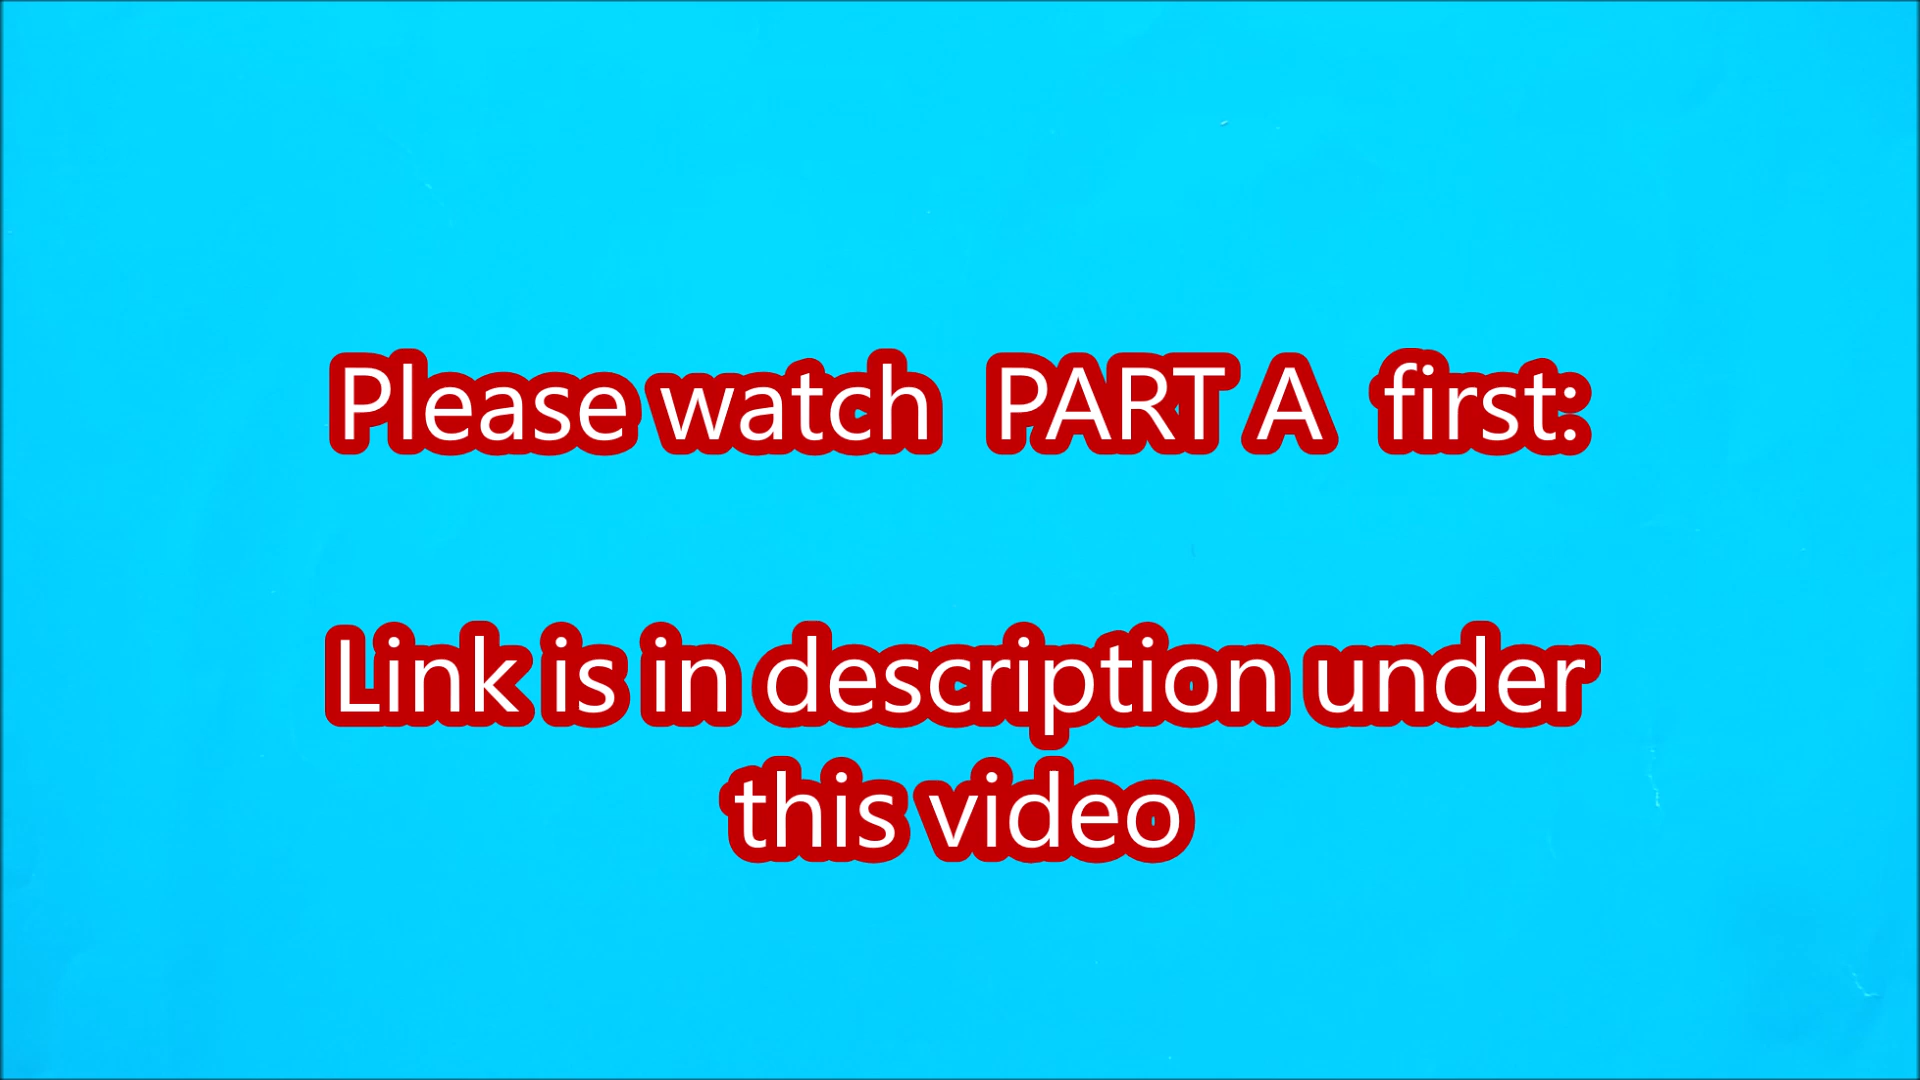 Please watch  PART A  first:
Link is in description under
this video